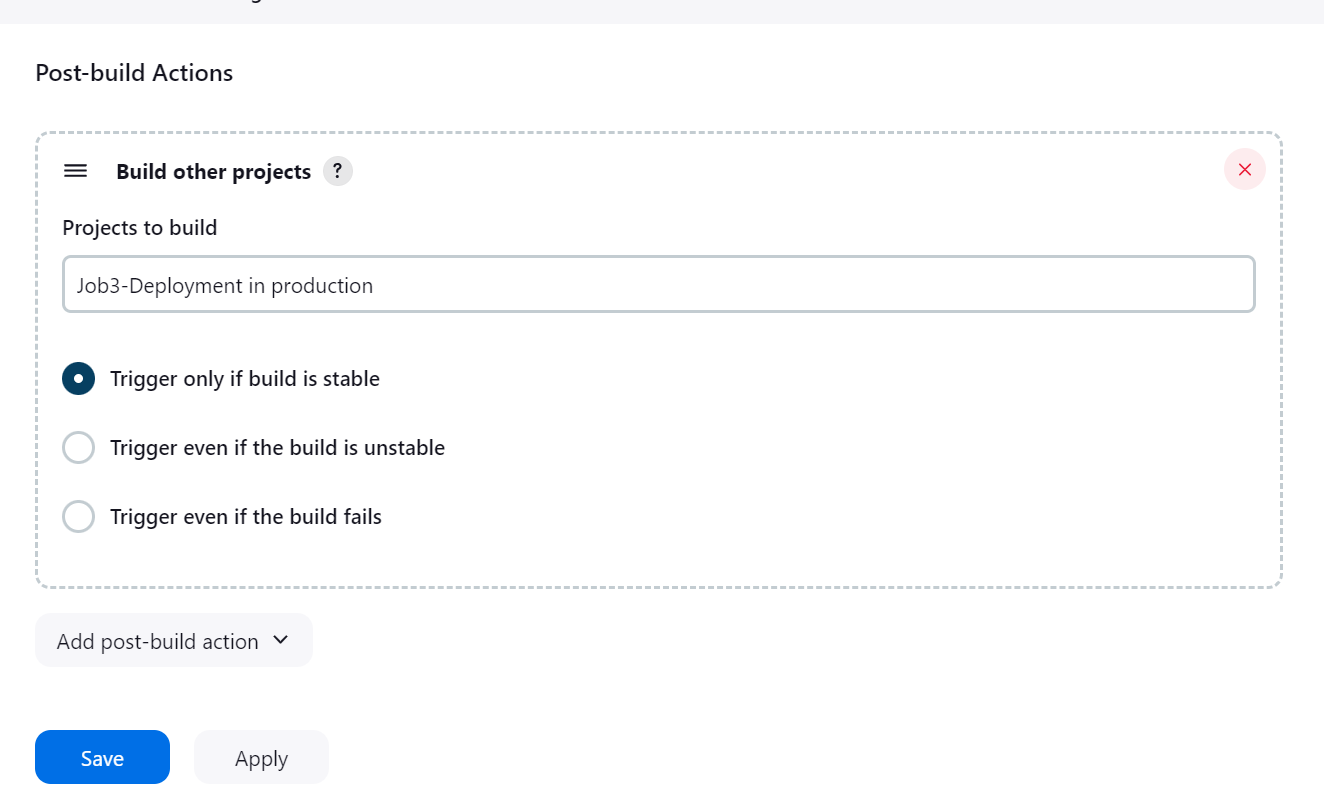 Post-build Actions
Build other projects ?
Projects to build
Job3-Deployment in production
Trigger only if build is stable
Trigger even if the build is unstable
Trigger even if the build fails
Add post-build action
Save Apply